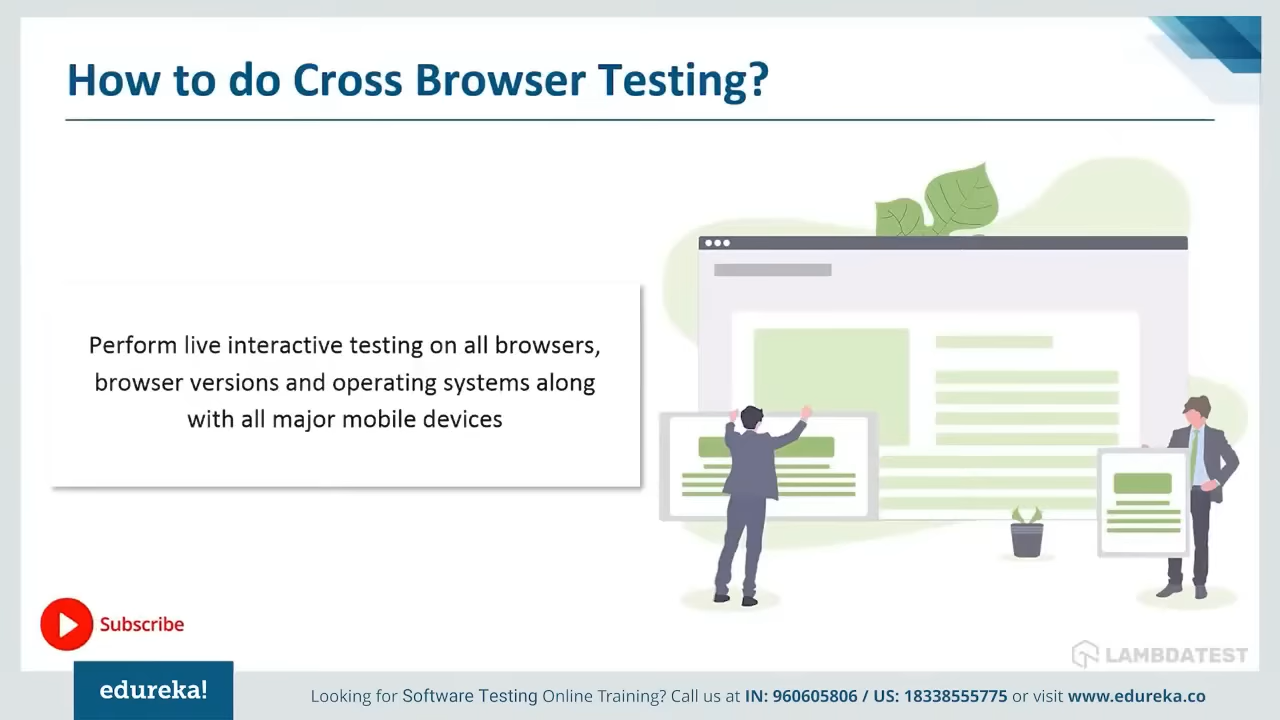 How to do Cross Browser Testing?
Perform live interactive testing on all browsers,
browser versions and operating systems along
with all major mobile devices
Subscribe
LAMBDATEST
edureka!
Looking for Software Testing Online Training? Call us at IN: 960605806 / US: 18338555775 or visit www.edureka.co